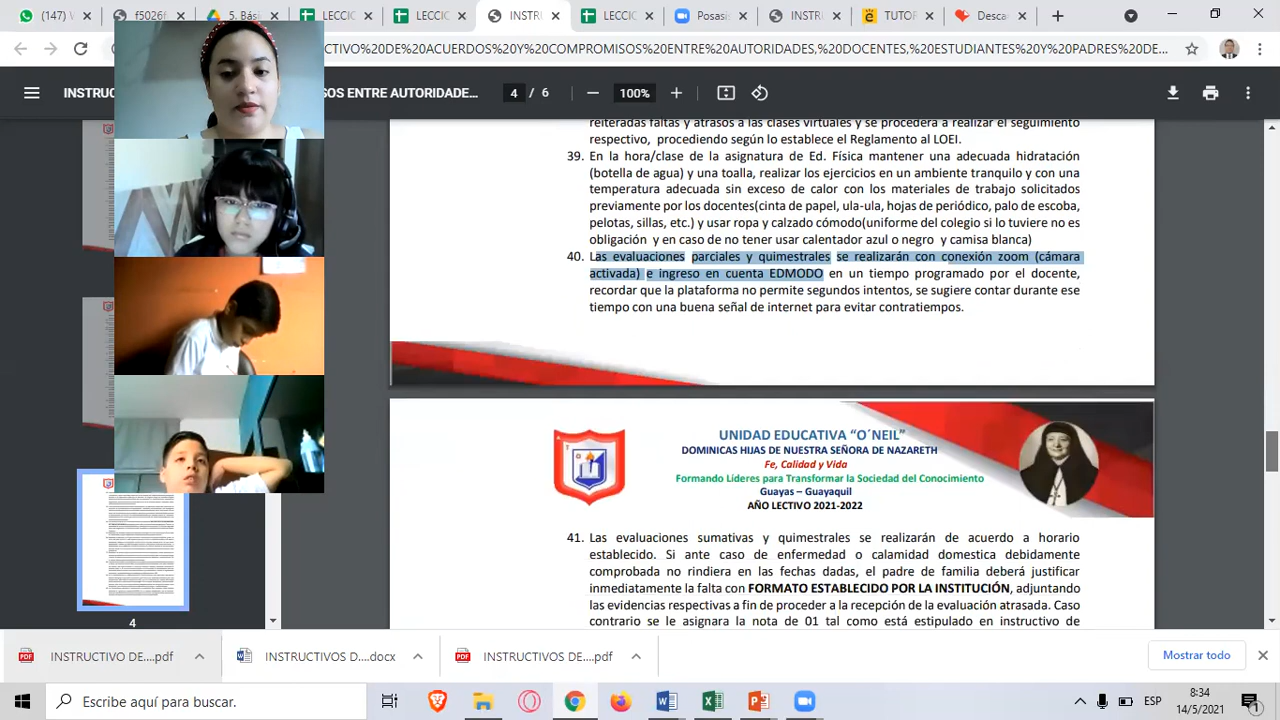 (147)
f5026f
5. Bás
LECCIO
LECCIC
INSTR
LECCIC
Posas
INSTRU
AUTOE
Desca
CTIVO%20DE%20ACUERDOS%20Y%20COMPROMISOS%20ENTRE%20AUTORIDADES,%20DOCENTES,%20ESTUDIANTES%20Y%20PADRES%20DE...
INSTRUC
SOS ENTRE AUTORIDADE...
4 / 6
100%
reiteradas faltas y atrasos a las clases virtuales y se procederá a realizar el seguimiento
respectivo, procediendo según lo establece el Reglamento al LOEI.
39. En la hora/clase de la asignatura de Ed. Física mantener una adecuada hidratación
(botella de agua) y una toalla, realizar los ejercicios en un ambiente tranquilo y con una
temperatura adecuada sin exceso de calor con los materiales de trabajo solicitados
previamente por los docentes(cinta de papel, ula-ula, hojas de periódico, palo de escoba,
pelotas, sillas, etc.) y usar ropa y calzado cómodo(uniforme del colegio si lo tuviere no es
obligación y en caso de no tener usar calentador azul o negro y camisa blanca)
40. Las evaluaciones parciales y quimestrales se realizarán con conexión zoom (cámara
activada) e ingreso en cuenta EDMODO en un tiempo programado por el docente,
recordar que la plataforma no permite segundos intentos, se sugiere contar durante ese
tiempo con una buena señal de internet para evitar contratiempos.
UNIDAD EDUCATIVA “O´NEIL”
DOMINICAS HIJAS DE NUESTRA SEÑORA DE NAZARETH
Fe, Calidad y Vida
Formando Líderes para Transformar la Sociedad del Conocimiento
Guayas – Guayaquil
AÑO LECTIVO 2021-2022
41. Las evaluaciones sumativas y quimestrales se realizarán de acuerdo al horario
establecido. Si ante caso de enfermedad o calamidad domestica debidamente
comprobada no rindiera en las fechas dadas, el padre de familia debe justificar
inmediatamente la falta con FORMATO ESTABLECIDO POR LA INSTITUCIÓN, adjuntando
las evidencias respectivas a fin de proceder a la recepción de la evaluación atrasada. Caso
contrario se le asignara la nota de 01 tal como está estipulado en instructivo de
4
INSTRUCTIVO DE....pdf
INSTRUCTIVOS D....docx
INSTRUCTIVOS DE....pdf
Mostrar todo
Escribe aquí para buscar.
ESP
8:34
14/5/2021
1